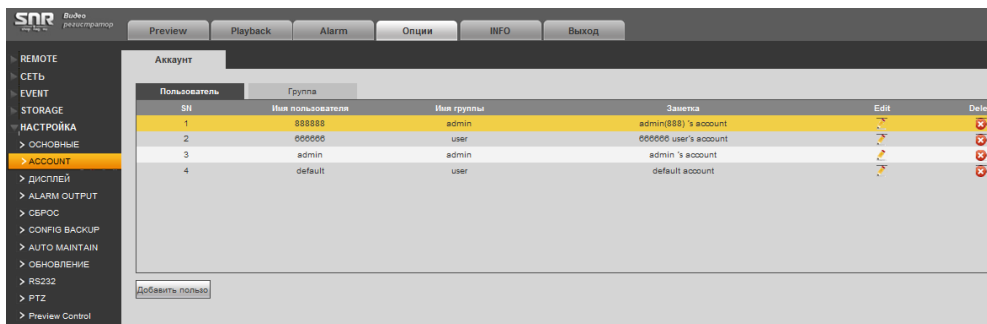 SNR Видео регистратор
Preview Playback Alarm Опции INFO Выход
REMOTE
СЕТЬ
EVENT
STORAGE
НАСТРОЙКА
> ОСНОВНЫЕ
> ACCOUNT
> ДИСПЛЕЙ
> ALARM OUTPUT
> СБРОС
> CONFIG BACKUP
> AUTO MAINTAIN
> ОБНОВЛЕНИЕ
> RS232
> PTZ
> Preview Control
Аккаунт
Пользователь Группа
SN Имя пользователя Имя группы Заметка Edit Dele
1 888888 admin admin(888) 's account
2 666666 user 666666 user's account
3 admin admin admin 's account
4 default user default account
Добавить пользо